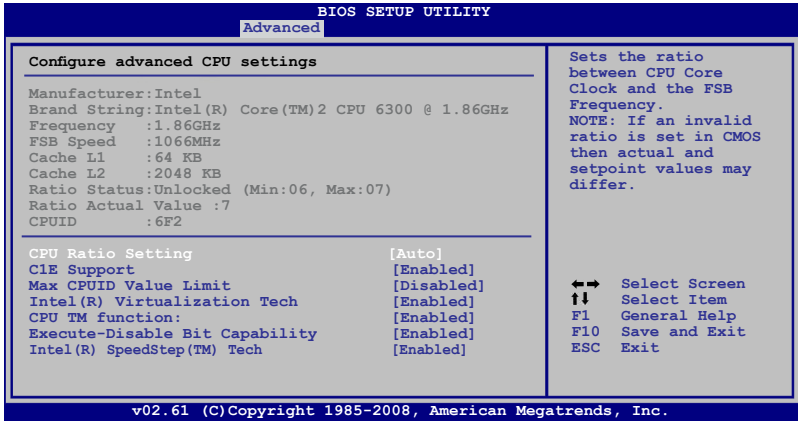 BIOS SETUP UTILITY
Advanced
Configure advanced CPU settings
Manufacturer:Intel
Brand String:Intel(R) Core(TM)2 CPU 6300 @ 1.86GHz
Frequency :1.86GHz
FSB Speed :1066MHz
Cache L1 :64 KB
Cache L2 :2048 KB
Ratio Status:Unlocked (Min:06, Max:07)
Ratio Actual Value :7
CPUID :6F2
CPU Ratio Setting [Auto]
C1E Support [Enabled]
Max CPUID Value Limit [Disabled]
Intel(R) Virtualization Tech [Enabled]
CPU TM function: [Enabled]
Execute-Disable Bit Capability [Enabled]
Intel(R) SpeedStep(TM) Tech [Enabled]
Sets the ratio
between CPU Core
Clock and the FSB
Frequency.
NOTE: If an invalid
ratio is set in CMOS
then actual and
setpoint values may
differ.
←→ Select Screen
↑↓ Select Item
F1 General Help
F10 Save and Exit
ESC Exit
v02.61 (C)Copyright 1985-2008, American Megatrends, Inc.